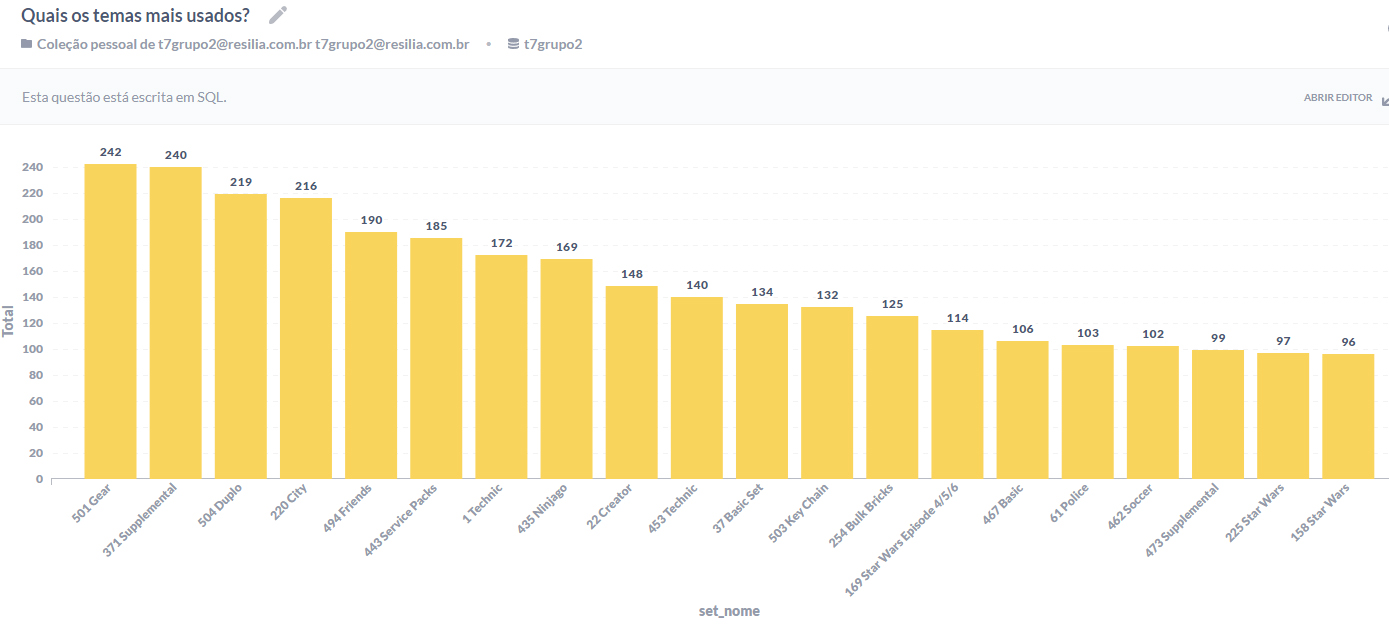 Quais os temas mais usados?
Coleção pessoal de t7grupo2@resilia.com.br t7grupo2@resilia.com.br • t7grupo2
Esta questão está escrita em SQL.
ABRIR EDITOR
Total
240
220
200
180
160
140
120
100
80
60
40
20
0
242
240
219
216
190
185
172
169
148
140
134
132
125
114
106
103
102
99
97
96
501 Gear
371 Supplemental
504 Duplo
220 City
494 Friends
443 Service Packs
1 Technic
435 Ninjago
22 Creator
453 Technic
37 Basic Set
503 Key Chain
254 Bulk Bricks
169 Star Wars Episode 4/5/6
467 Basic
61 Police
462 Soccer
473 Supplemental
225 Star Wars
158 Star Wars
set_nome